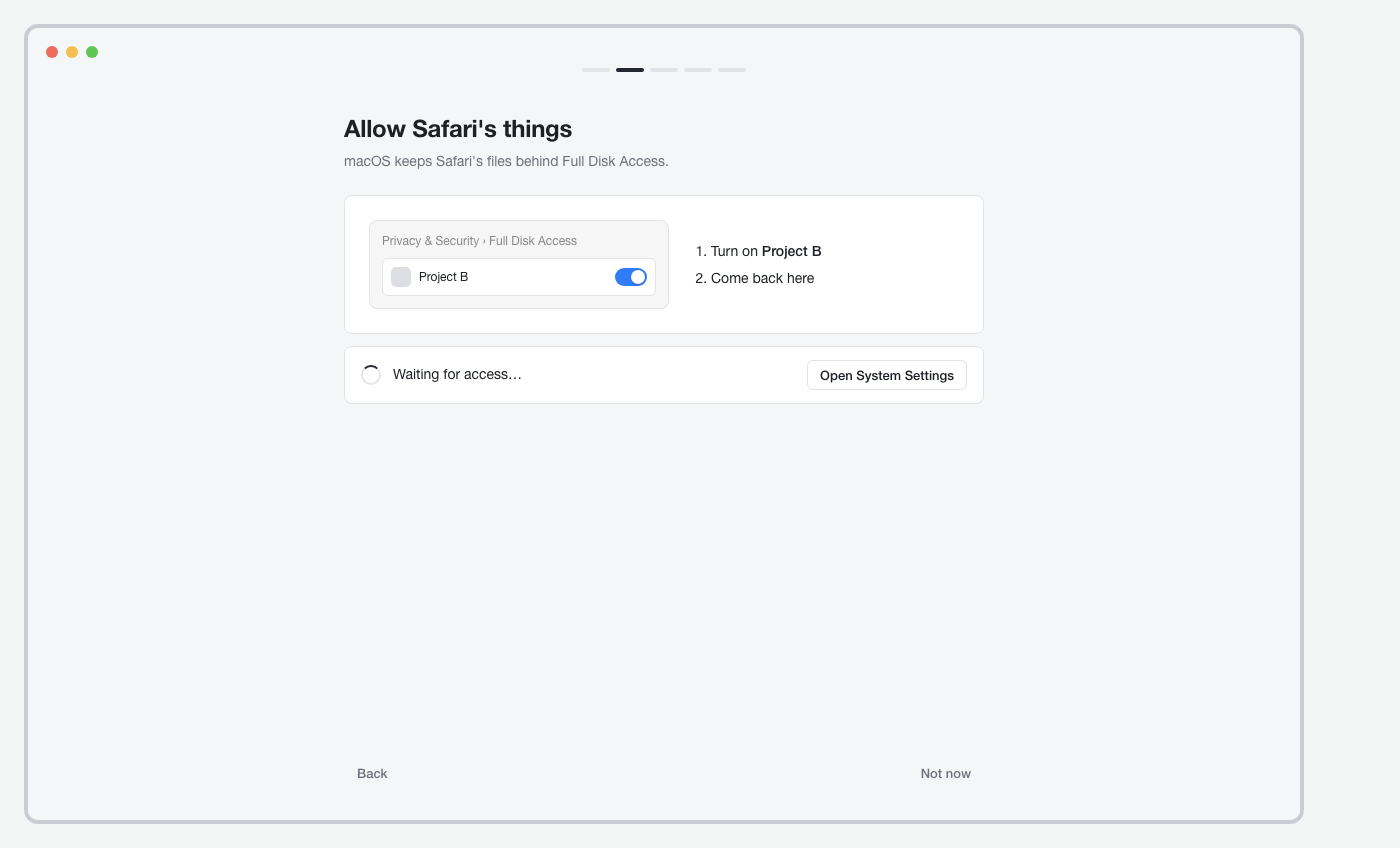 Allow Safari's things
macOS keeps Safari's files behind Full Disk Access.
Privacy & Security › Full Disk Access
Project B
1. Turn on Project B
2. Come back here
Waiting for access…
Open System Settings
Back
Not now